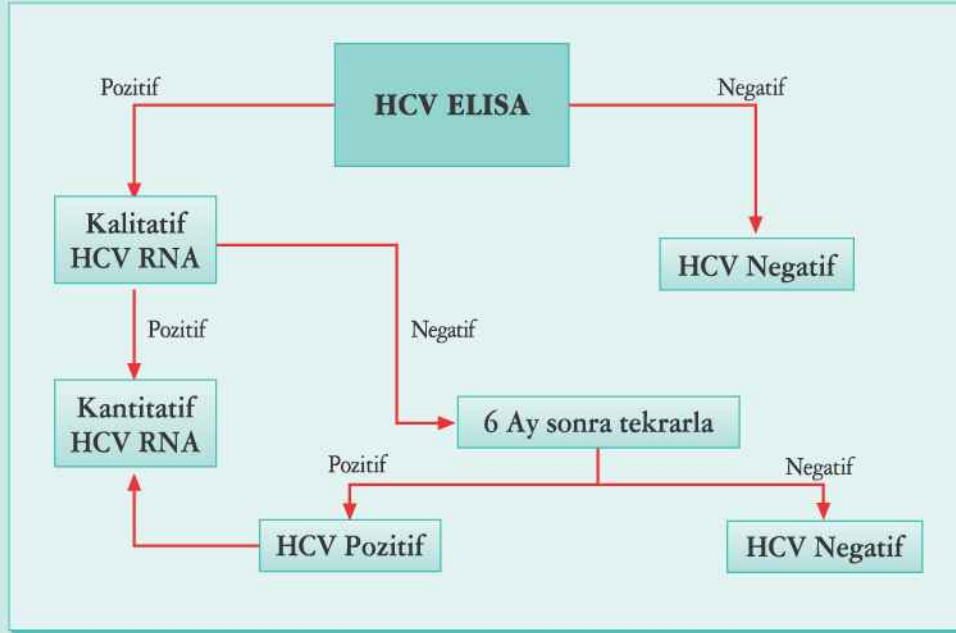 HCV ELISA
Pozitif
Negatif
Kalitatif
HCV RNA
HCV Negatif
Pozitif
Negatif
Kantitatif
HCV RNA
6 Ay sonra tekrarla
Pozitif
Negatif
HCV Pozitif
HCV Negatif